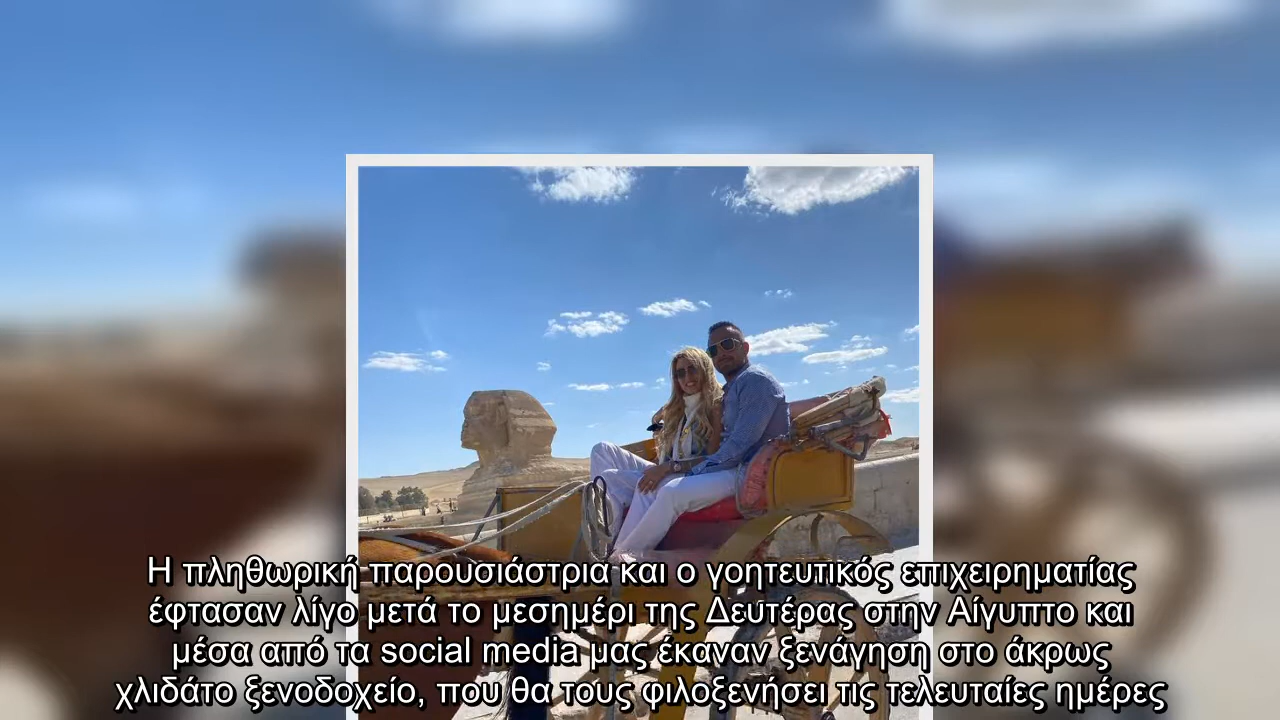 Η πληθωρική παρουσιάστρια και ο γοητευτικός επιχειρηματίας
έφτασαν λίγο μετά το μεσημέρι της Δευτέρας στην Αίγυπτο και
μέσα από τα social media μας έκαναν ξενάγηση στο άκρως
χλιδάτο ξενοδοχείο, που θα τους φιλοξενήσει τις τελευταίες ημέρες